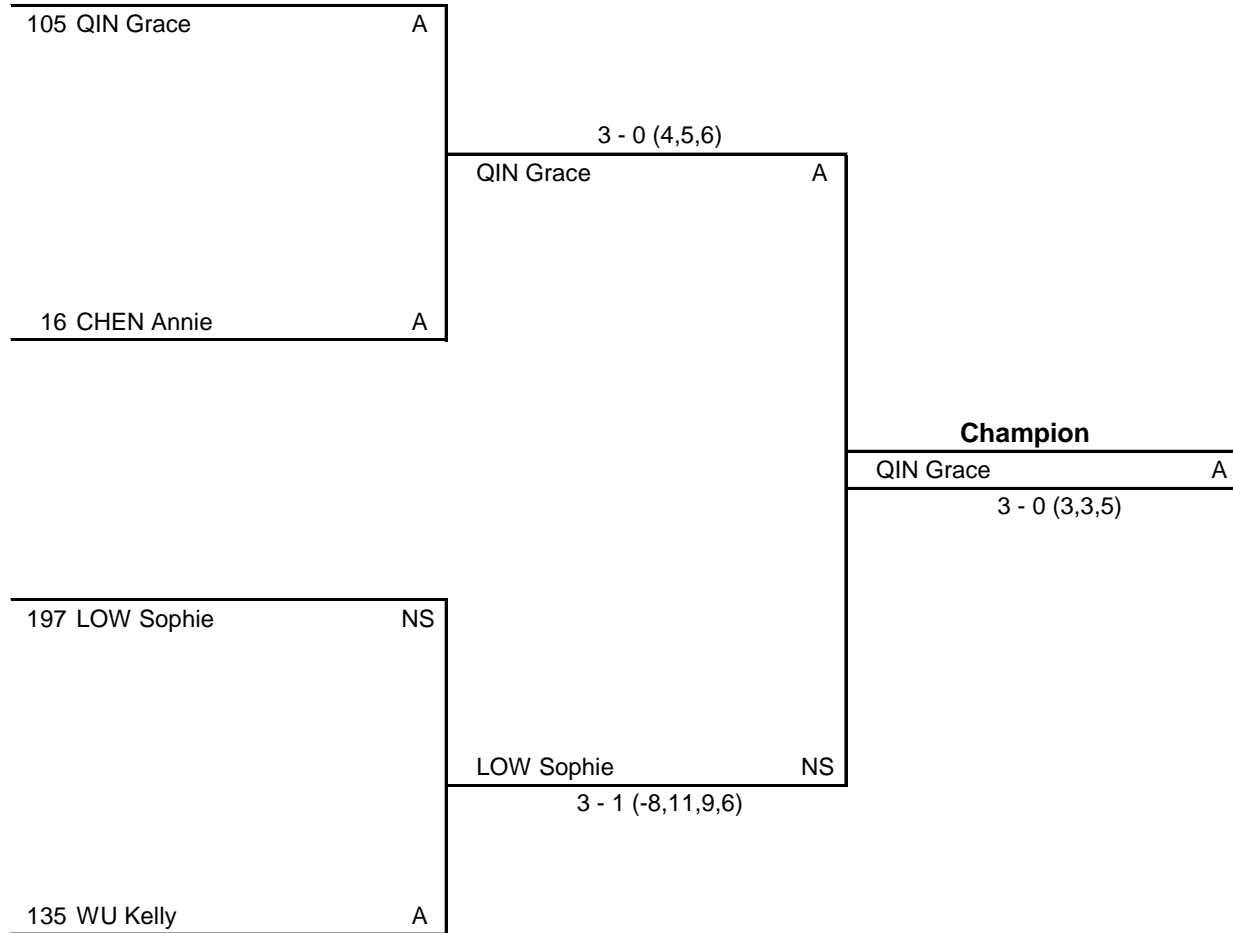 105 QIN Grace A
3 - 0 (4,5,6)
QIN Grace A
16 CHEN Annie A
Champion
QIN Grace A
3 - 0 (3,3,5)
197 LOW Sophie NS
LOW Sophie NS
3 - 1 (-8,11,9,6)
135 WU Kelly A